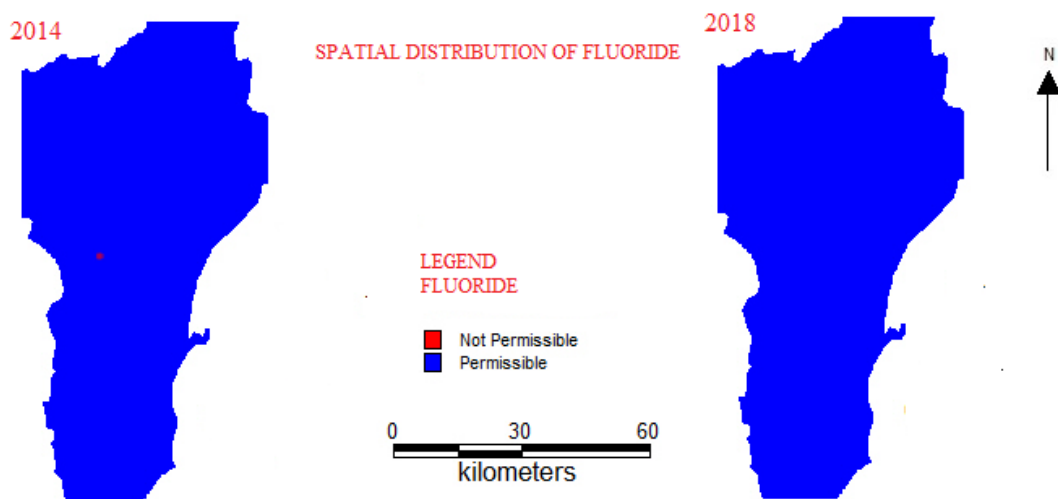 2014
SPATIAL DISTRIBUTION OF FLUORIDE
2018
N
LEGEND
FLUORIDE
Not Permissible
Permissible
0 30 60
kilometers